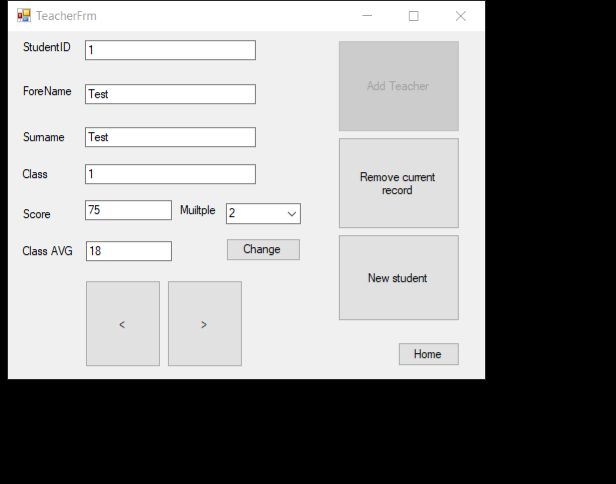 TeacherFrm
StudentID 1
Add Teacher
ForeName Test
Surname Test
Remove current
record
Class 1
Score 75 Muiltple 2
Class AVG 18 Change
New student
< >
Home